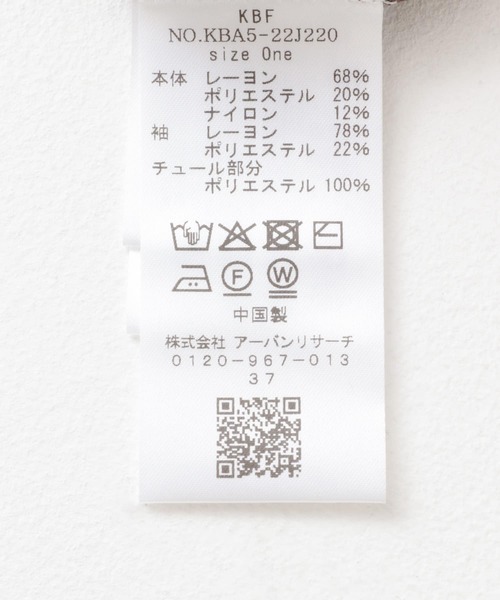 KBF
NO.KBA5-22J220
size One
本体 レーヨン 68%
ポリエステル 20%
ナイロン 12%
袖 レーヨン 78%
ポリエステル 22%
チュール部分
ポリエステル 100%
F W
中国製
株式会社 アーバンリサーチ
0120-967-013
37